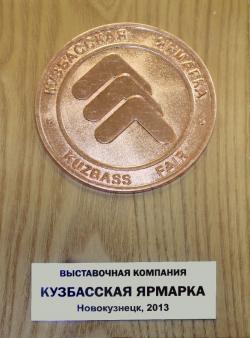 КУЗБАССКАЯ ЯРМАРКА
KUZBASS FAIR
ВЫСТАВОЧНАЯ КОМПАНИЯ
КУЗБАССКАЯ ЯРМАРКА
Новокузнецк, 2013